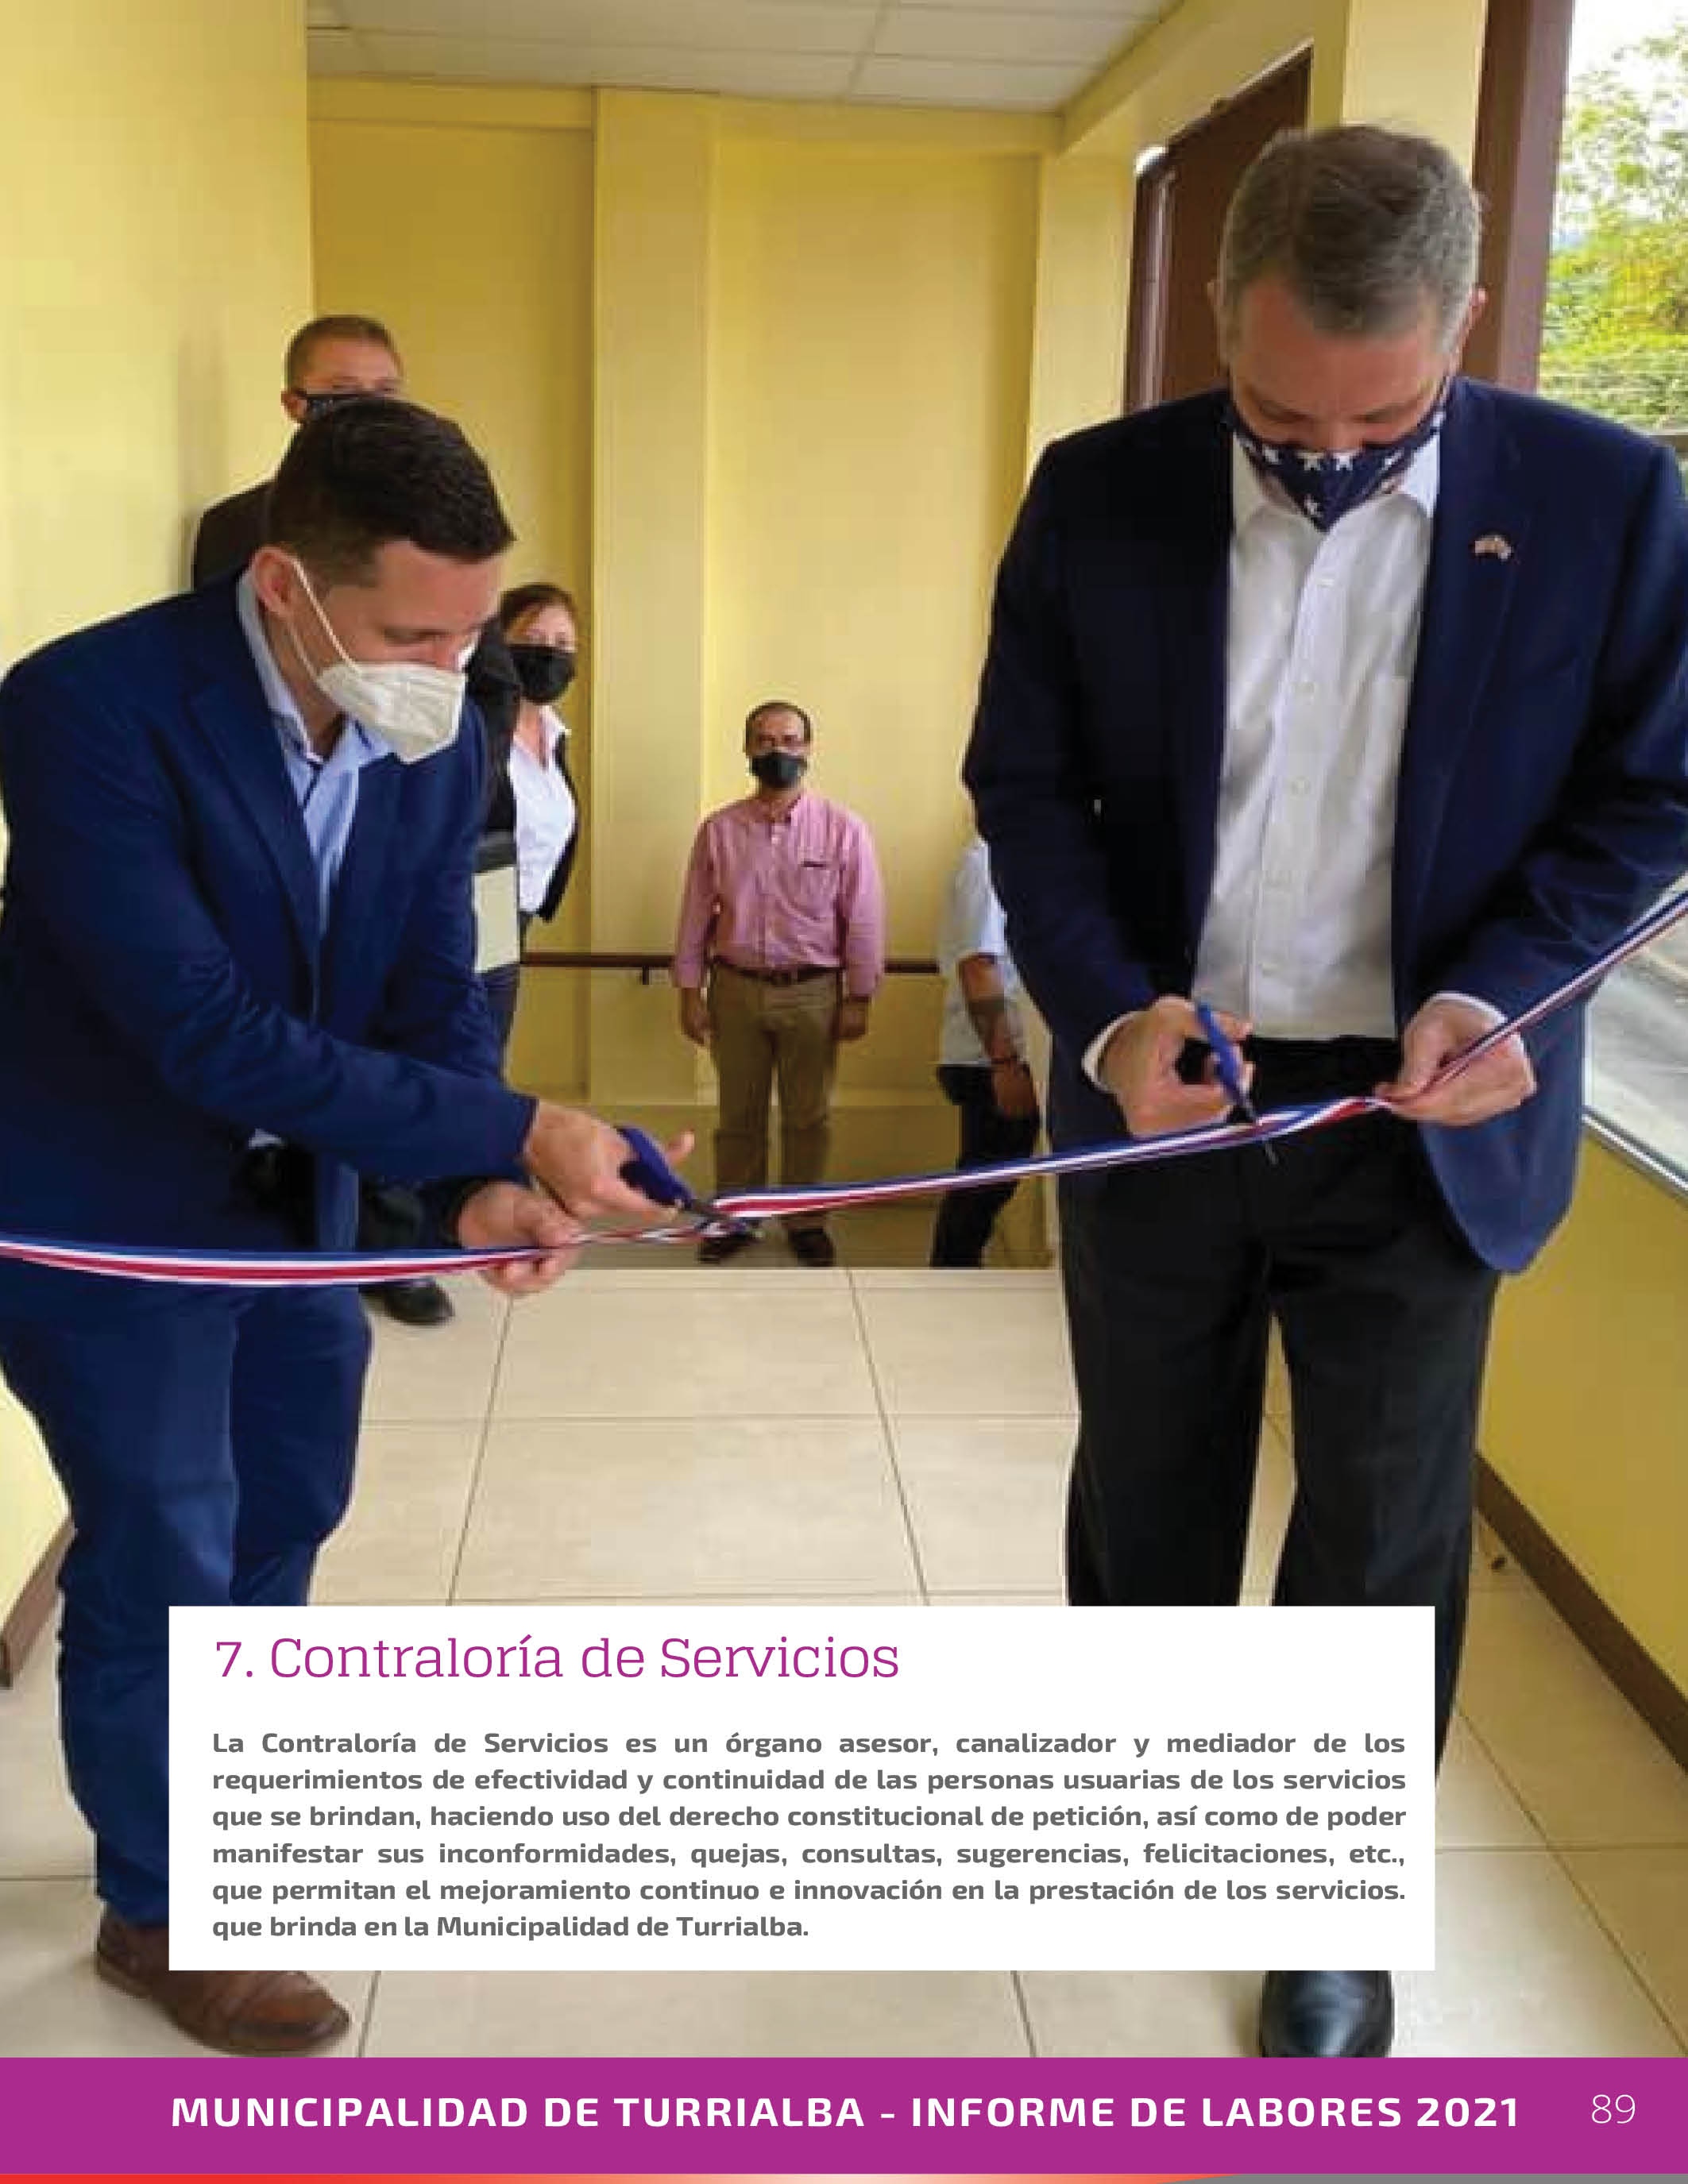 7. Contraloría de Servicios
La Contraloría de Servicios es un órgano asesor, canalizador y mediador de los
requerimientos de efectividad y continuidad de las personas usuarias de los servicios
que se brindan, haciendo uso del derecho constitucional de petición, así como de poder
manifestar sus inconformidades, quejas, consultas, sugerencias, felicitaciones, etc.,
que permitan el mejoramiento continuo e innovación en la prestación de los servicios.
que brinda en la Municipalidad de Turrialba.
MUNICIPALIDAD DE TURRIALBA - INFORME DE LABORES 2021 89